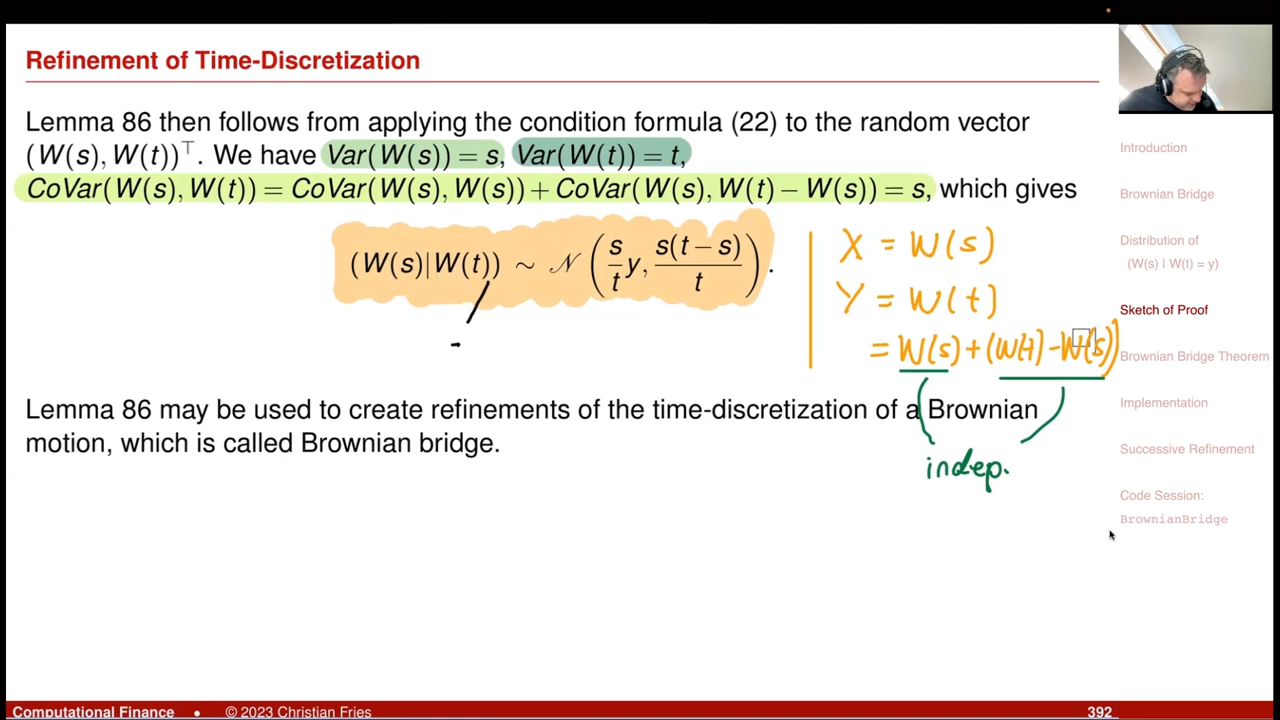 Refinement of Time-Discretization
Lemma 86 then follows from applying the condition formula (22) to the random vector
(W(s), W(t))⊤. We have Var(W(s)) = s, Var(W(t)) = t,
CoVar(W(s), W(t)) = CoVar(W(s), W(s)) + CoVar(W(s), W(t) − W(s)) = s, which gives
(W(s)|W(t)) ∼ 𝒩 (s/t y, s(t−s)/t).
X = W(s)
Y = W(t)
= W(s) + (W(t) − W(s))
indep.
Lemma 86 may be used to create refinements of the time-discretization of a Brownian
motion, which is called Brownian bridge.
Introduction
Brownian Bridge
Distribution of
(W(s) | W(t) = y)
Sketch of Proof
Brownian Bridge Theorem
Implementation
Successive Refinement
Code Session:
BrownianBridge
Computational Finance • © 2023 Christian Fries 392